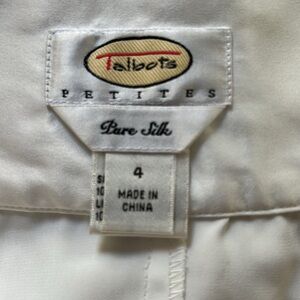 Talbots
PETITES
Pure Silk
4
MADE IN
CHINA